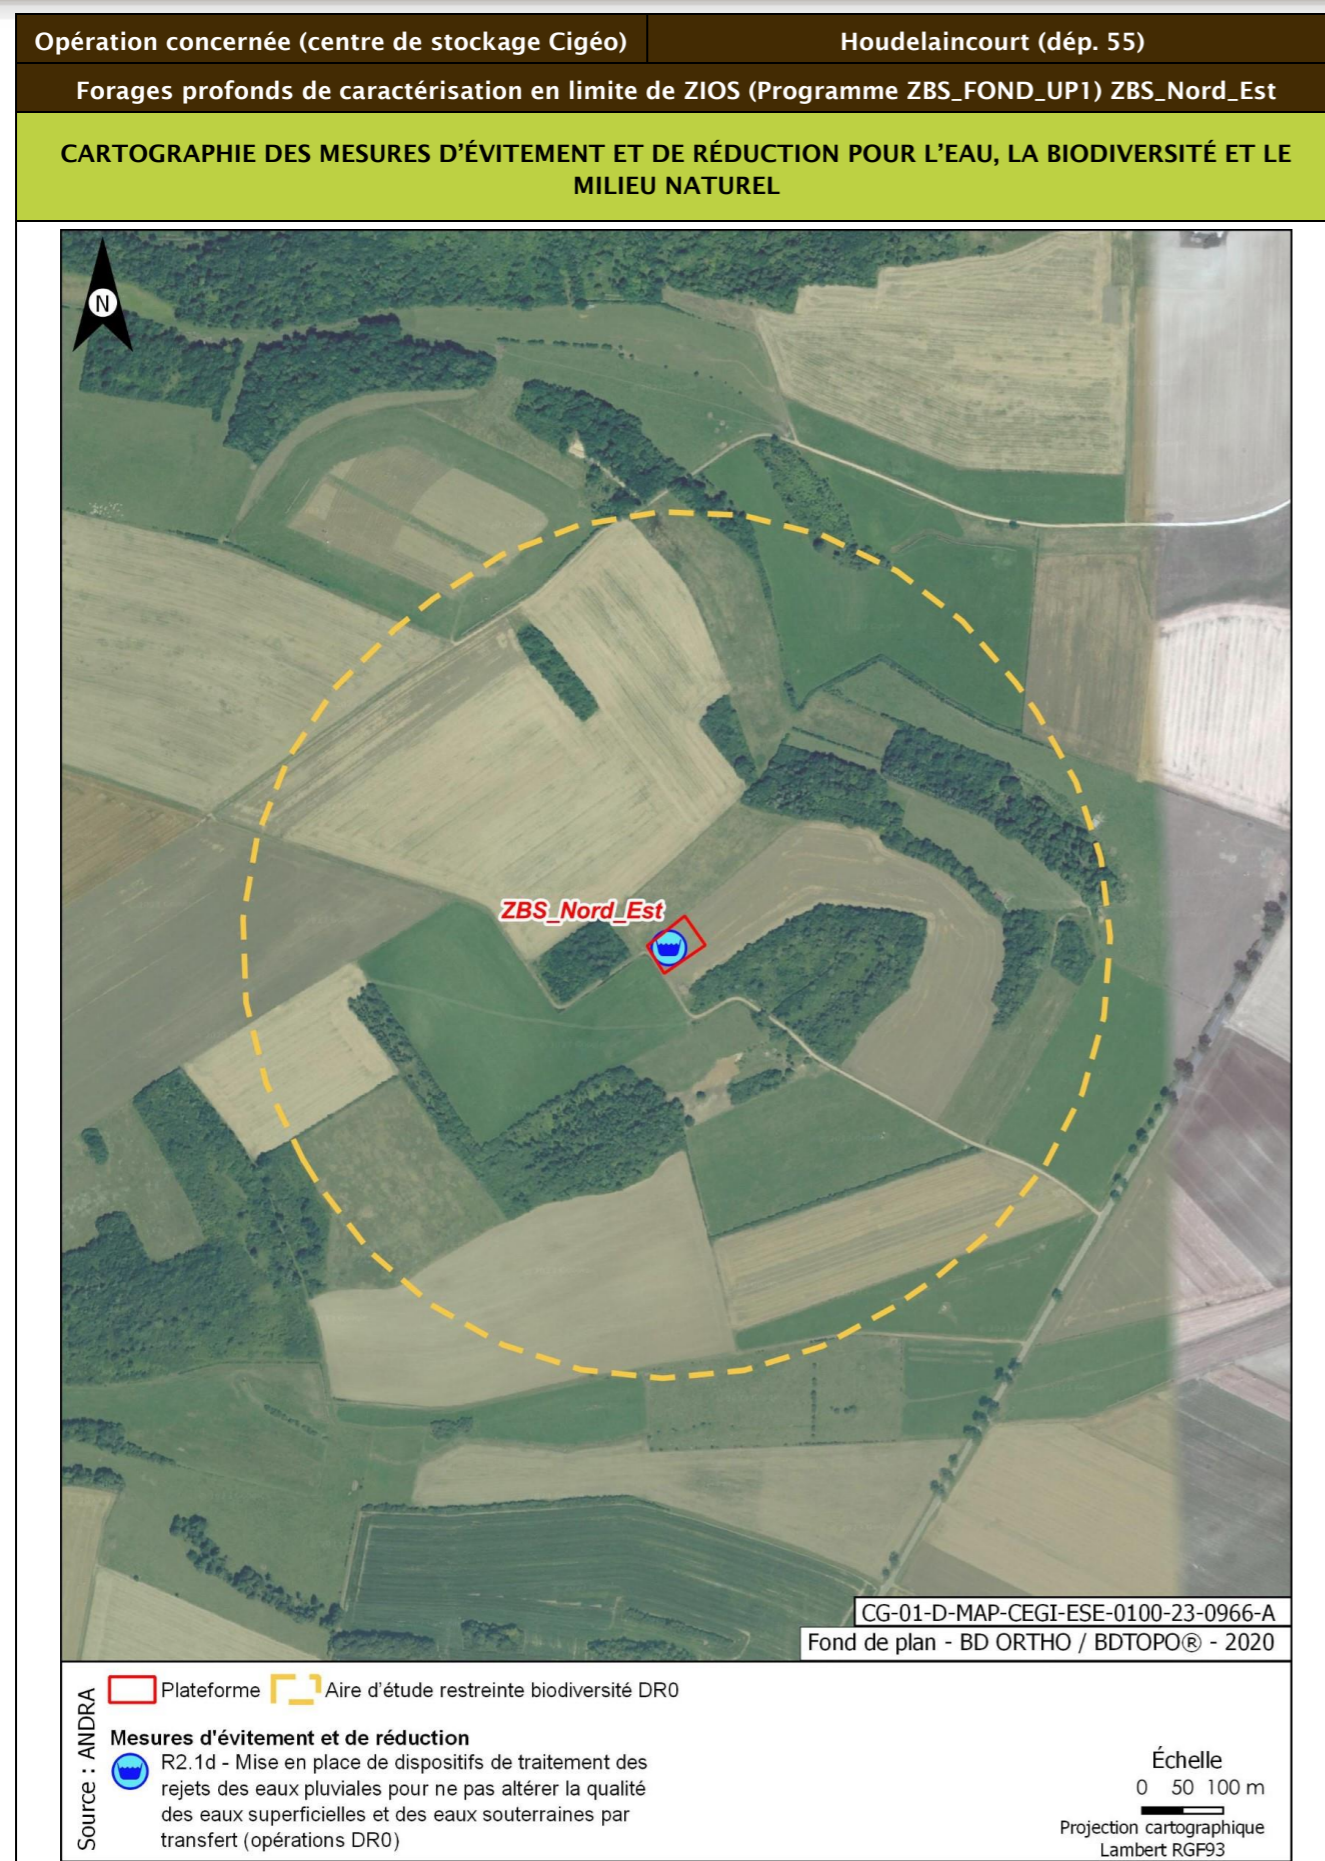 Opération concernée (centre de stockage Cigéo)
Houdelaincourt (dép. 55)
Forages profonds de caractérisation en limite de ZIOS (Programme ZBS_FOND_UP1) ZBS_Nord_Est
CARTOGRAPHIE DES MESURES D'ÉVITEMENT ET DE RÉDUCTION POUR L'EAU, LA BIODIVERSITÉ ET LE
MILIEU NATUREL
N
ZBS_Nord_Est
CG-01-D-MAP-CEGI-ESE-0100-23-0966-A
Fond de plan - BD ORTHO / BDTOPO® - 2020
Source : ANDRA
Plateforme
Aire d'étude restreinte biodiversité DR0
Mesures d'évitement et de réduction
R2.1d - Mise en place de dispositifs de traitement des
rejets des eaux pluviales pour ne pas altérer la qualité
des eaux superficielles et des eaux souterraines par
transfert (opérations DR0)
Échelle
0 50 100 m
Projection cartographique
Lambert RGF93